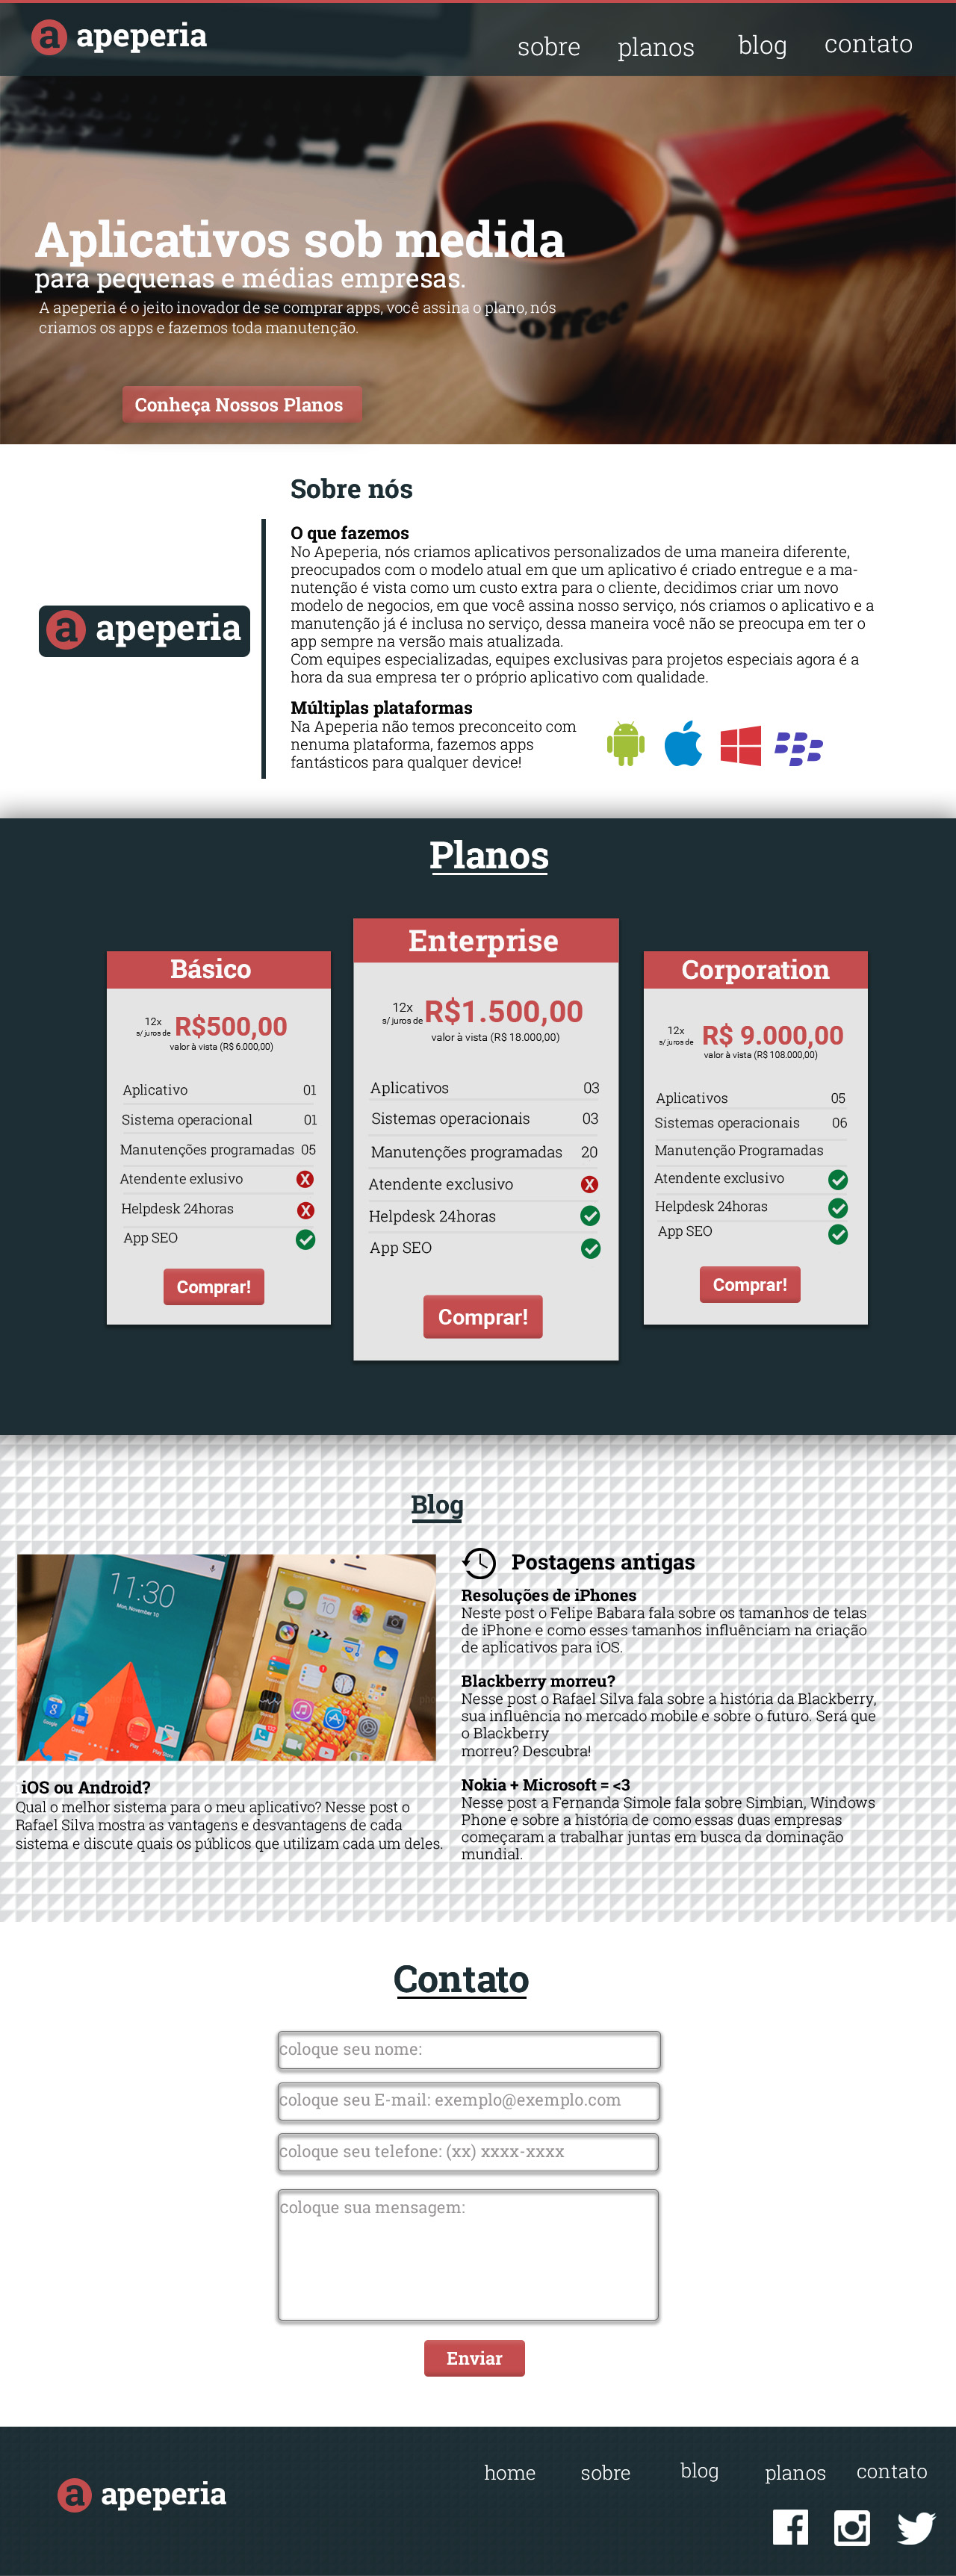 a apeperia
sobre planos blog contato
Aplicativos sob medida
para pequenas e médias empresas.
A apeperia é o jeito inovador de se comprar apps, você assina o plano, nós
criamos os apps e fazemos toda manutenção.
Coffee
Conheça Nossos Planos
Sobre nós
O que fazemos
No Apeperia, nós criamos aplicativos personalizados de uma maneira diferente,
preocupados com o modelo atual em que um aplicativo é criado entregue e a ma-
nutenção é vista como um custo extra para o cliente, decidimos criar um novo
modelo de negocios, em que você assina nosso serviço, nós criamos o aplicativo e a
manutenção já é inclusa no serviço, dessa maneira você não se preocupa em ter o
app sempre na versão mais atualizada.
Com equipes especializadas, equipes exclusivas para projetos especiais agora é a
hora da sua empresa ter o próprio aplicativo com qualidade.
a apeperia
Múltiplas plataformas
Na Apeperia não temos preconceito com
nenuma plataforma, fazemos apps
fantásticos para qualquer device!
Planos
Básico
12x
s/ juros de R$500,00
valor à vista (R$ 6.000,00)
Aplicativo 01
Sistema operacional 01
Manutenções programadas 05
Atendente exlusivo X
Helpdesk 24horas X
App SEO
Comprar!
Enterprise
12x
s/ juros de R$1.500,00
valor à vista (R$ 18.000,00)
Aplicativos 03
Sistemas operacionais 03
Manutenções programadas 20
Atendente exclusivo X
Helpdesk 24horas
App SEO
Comprar!
Corporation
12x
s/ juros de R$ 9.000,00
valor à vista (R$ 108.000,00)
Aplicativos 05
Sistemas operacionais 06
Manutenção Programadas
Atendente exclusivo
Helpdesk 24horas
App SEO
Comprar!
Blog
11:30
Mon, November 10
Google
Play Store
iOS ou Android?
Qual o melhor sistema para o meu aplicativo? Nesse post o
Rafael Silva mostra as vantagens e desvantagens de cada
sistema e discute quais os públicos que utilizam cada um deles.
Postagens antigas
Resoluções de iPhones
Neste post o Felipe Babara fala sobre os tamanhos de telas
de iPhone e como esses tamanhos influênciam na criação
de aplicativos para iOS.
Blackberry morreu?
Nesse post o Rafael Silva fala sobre a história da Blackberry,
sua influência no mercado mobile e sobre o futuro. Será que
o Blackberry
morreu? Descubra!
Nokia + Microsoft = <3
Nesse post a Fernanda Simole fala sobre Simbian, Windows
Phone e sobre a história de como essas duas empresas
começaram a trabalhar juntas em busca da dominação
mundial.
Contato
coloque seu nome:
coloque seu E-mail: exemplo@exemplo.com
coloque seu telefone: (xx) xxxx-xxxx
coloque sua mensagem:
Enviar
a apeperia
home sobre blog planos contato